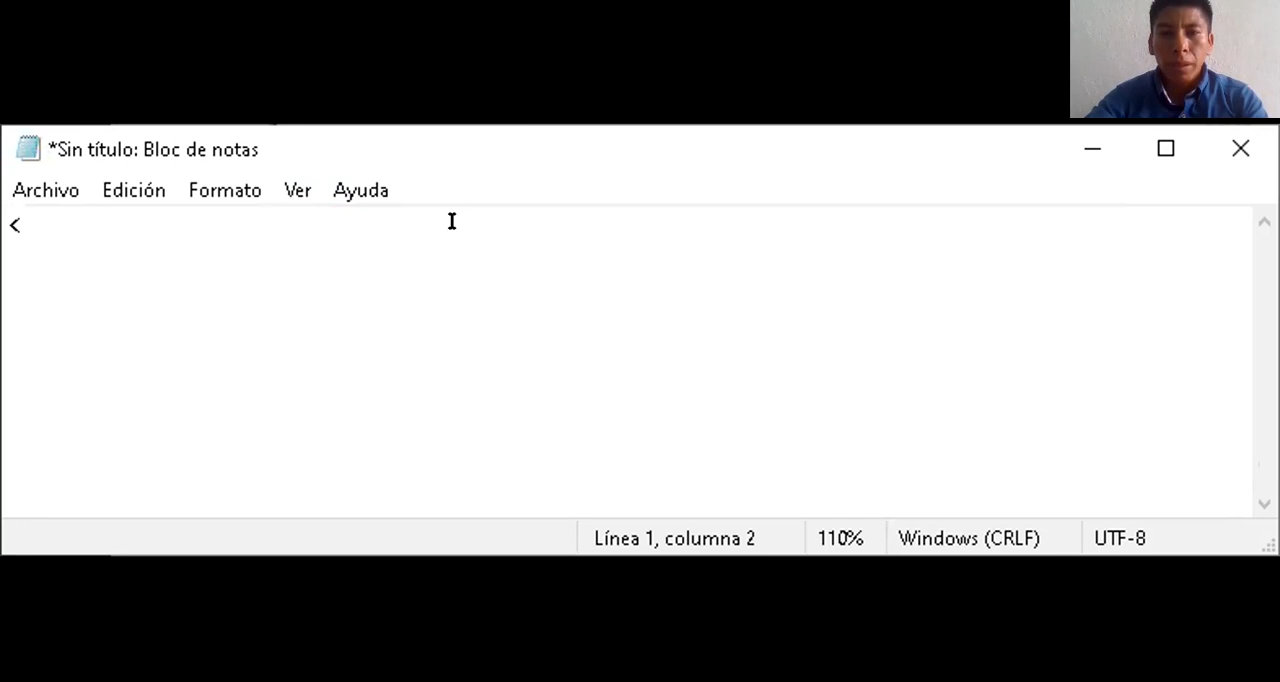 *Sin título: Bloc de notas
Archivo Edición Formato Ver Ayuda
<
Línea 1, columna 2 110% Windows (CRLF) UTF-8